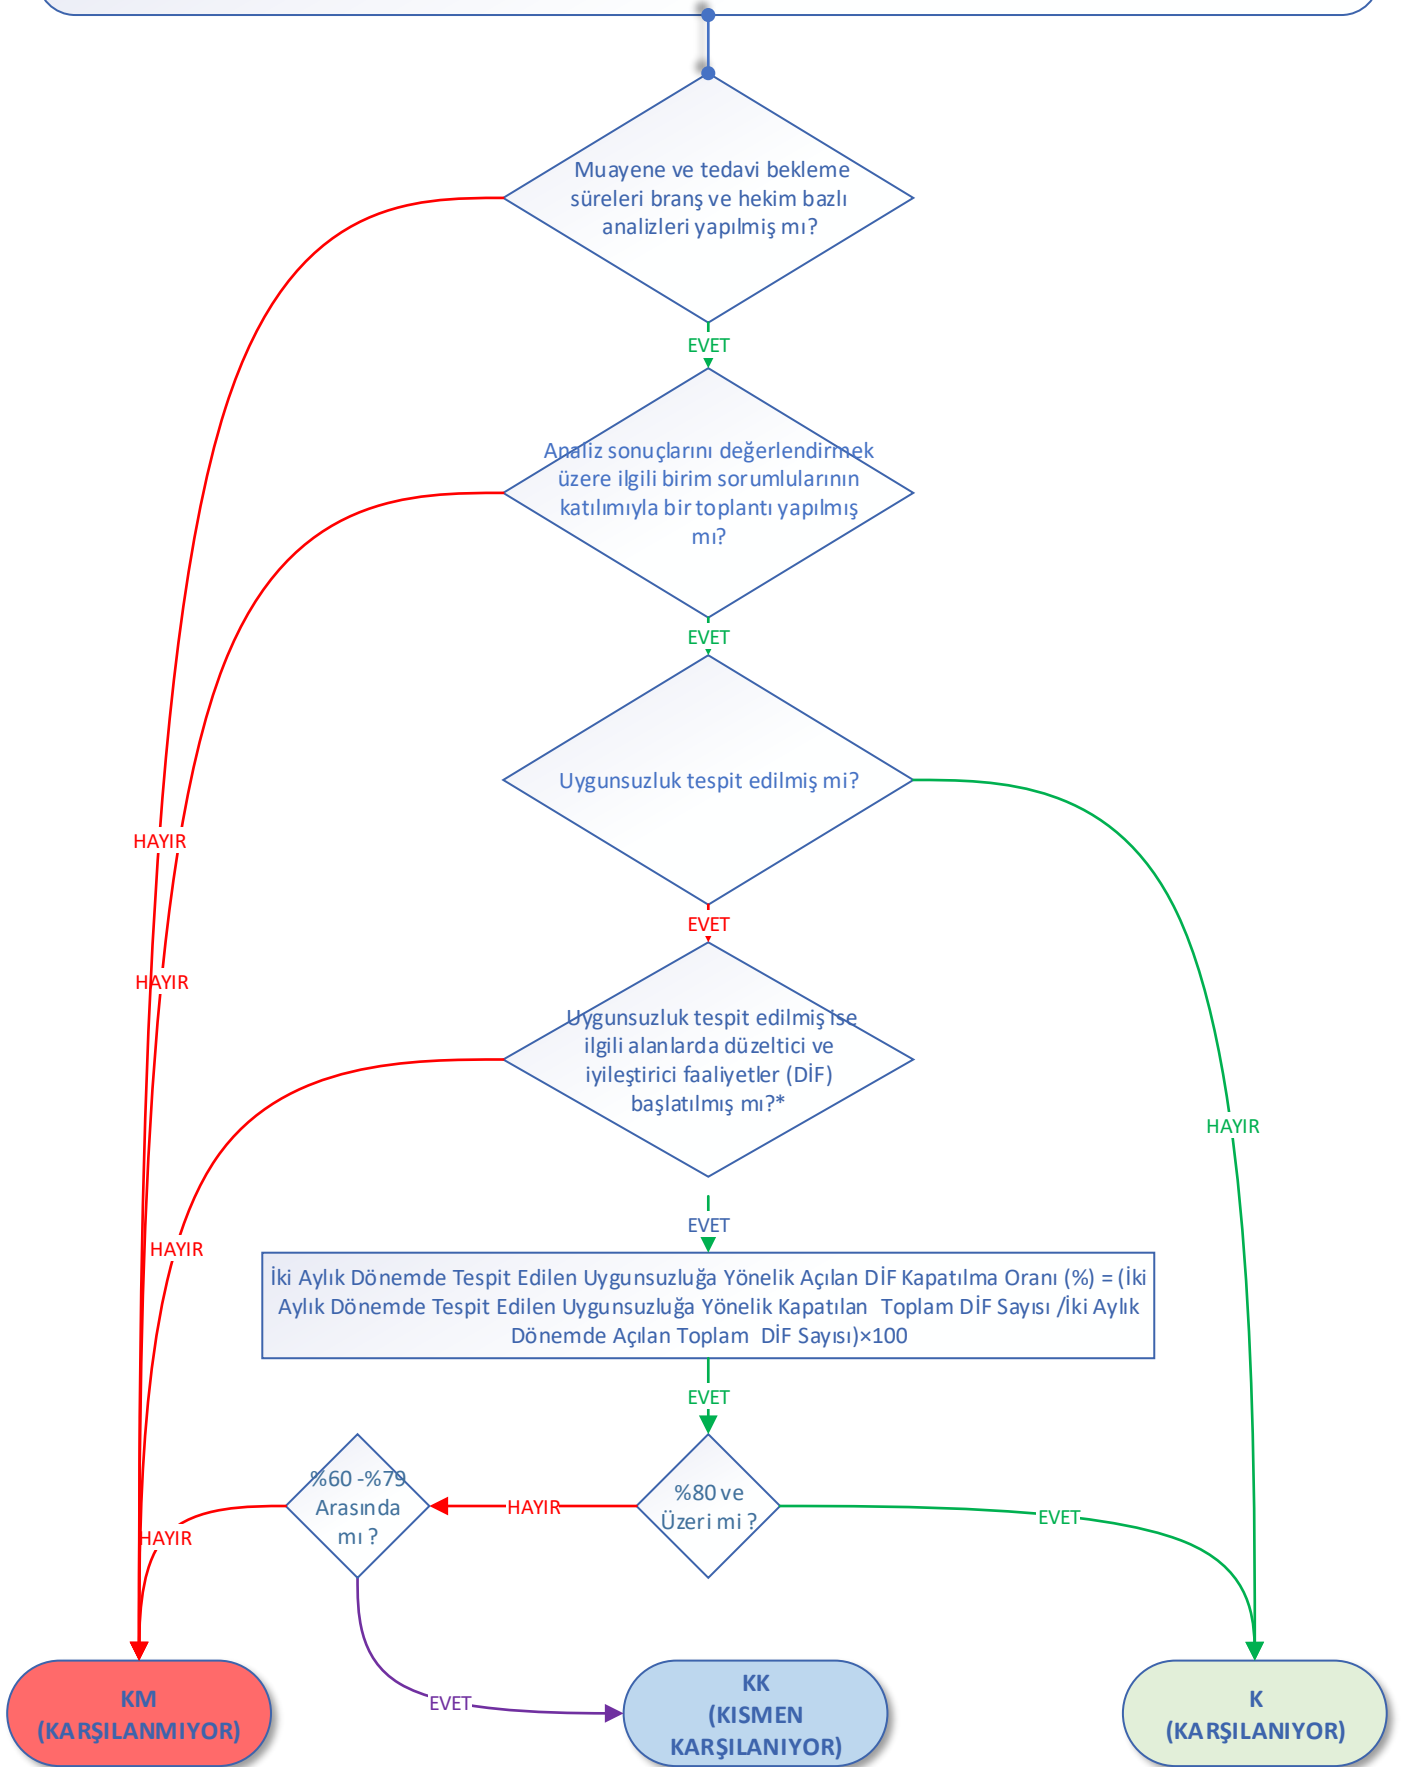 Muayene ve tedavi bekleme
süreleri branş ve hekim bazlı
analizleri yapılmış mı?
EVET
Analiz sonuçlarını değerlendirmek
üzere ilgili birim sorumlularının
katılımıyla bir toplantı yapılmış
mı?
EVET
Uygunsuzluk tespit edilmiş mi?
HAYIR
EVET
HAYIR
Uygunsuzluk tespit edilmiş ise
ilgili alanlarda düzeltici ve
iyileştirici faaliyetler (DİF)
başlatılmış mı?*
HAYIR
EVET
HAYIR
İki Aylık Dönemde Tespit Edilen Uygunsuzluğa Yönelik Açılan DİF Kapatılma Oranı (%) = (İki
Aylık Dönemde Tespit Edilen Uygunsuzluğa Yönelik Kapatılan  Toplam DİF Sayısı /İki Aylık
Dönemde Açılan Toplam  DİF Sayısı)×100
EVET
%60 -%79
Arasında
mı ?
HAYIR
%80 ve
Üzeri mi ?
EVET
HAYIR
EVET
KM
(KARŞILANMIYOR)
KK
(KISMEN
KARŞILANIYOR)
K
(KARŞILANIYOR)